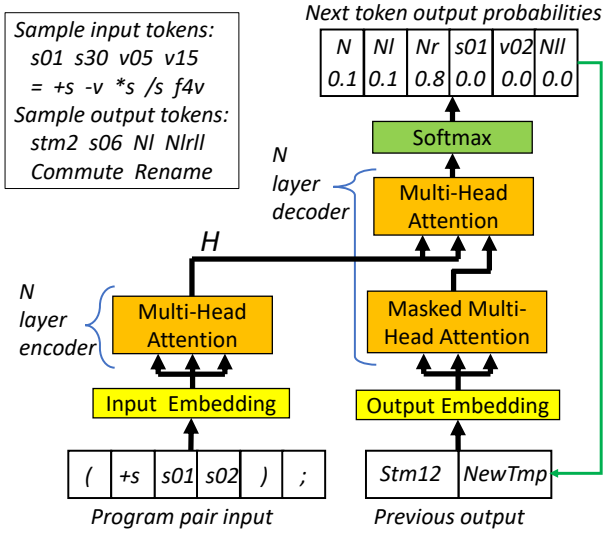 Sample input tokens:
s01 s30 v05 v15
= +s -v *s /s f4v
Sample output tokens:
stm2 s06 Nl Nlrll
Commute Rename
Next token output probabilities
N Nl Nr s01 v02 Nll
0.1 0.1 0.8 0.0 0.0 0.0
Softmax
N
layer
decoder
Multi-Head
Attention
H
N
layer
encoder
Multi-Head
Attention
Masked Multi-
Head Attention
Input Embedding
Output Embedding
( +s s01 s02 ) ;
Stm12 NewTmp
Program pair input
Previous output